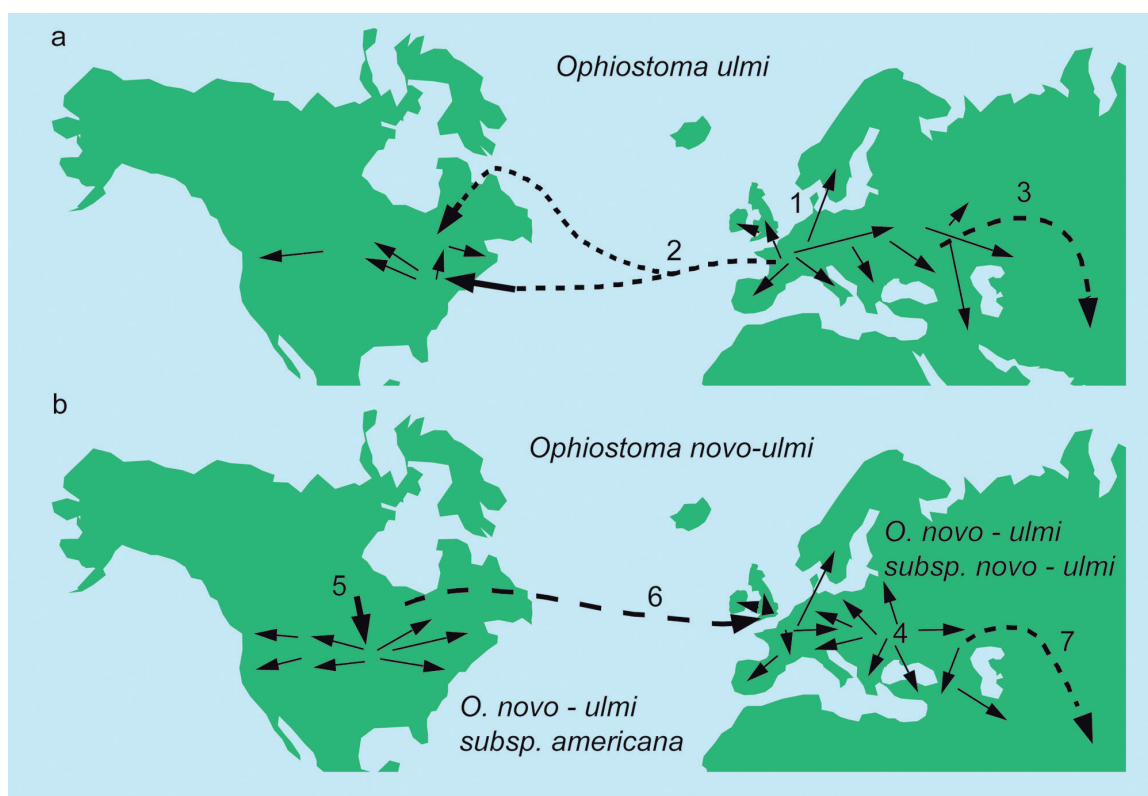 a
Ophiostoma ulmi
1
2
3
b
Ophiostoma novo-ulmi
O. novo - ulmi
subsp. novo - ulmi
5
6
4
7
O. novo - ulmi
subsp. americana